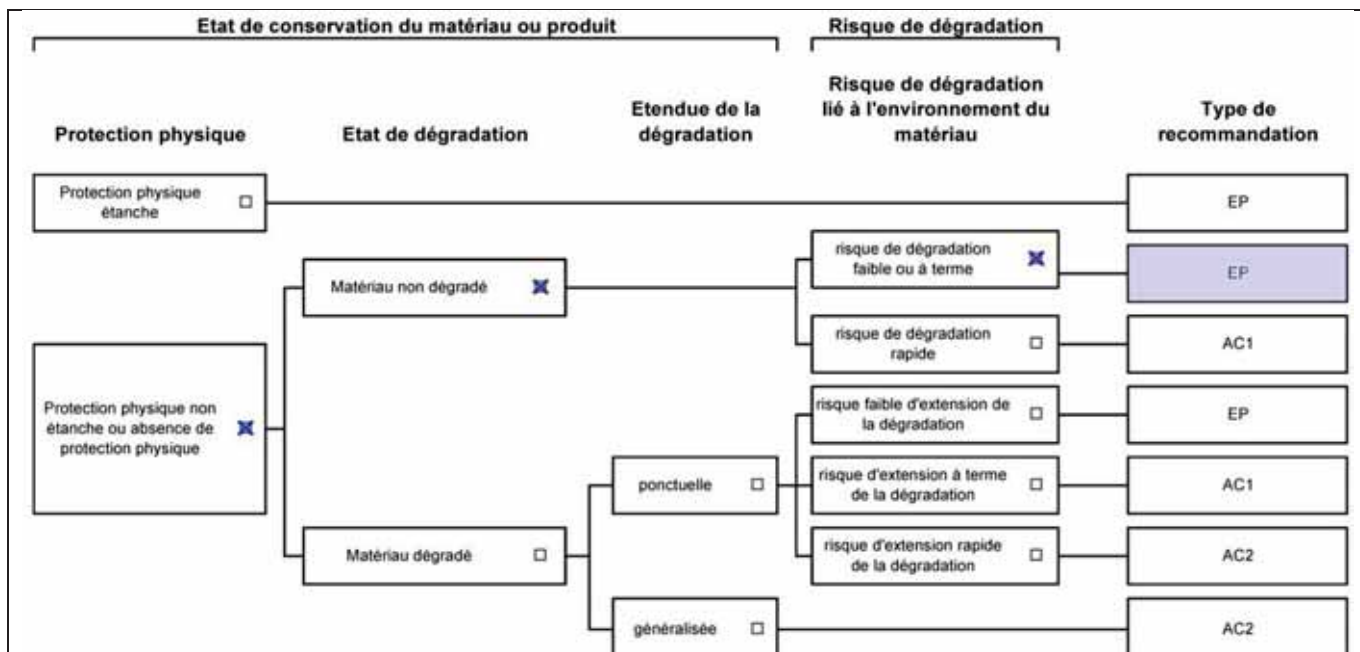 Etat de conservation du matériau ou produit
Risque de dégradation
Protection physique
Etat de dégradation
Etendue de la
dégradation
Risque de dégradation
lié à l'environnement du
matériau
Type de
recommandation
Protection physique
étanche
EP
risque de dégradation
faible ou à terme
EP
Matériau non dégradé
risque de dégradation
rapide
AC1
Protection physique non
étanche ou absence de
protection physique
risque faible d'extension de
la dégradation
EP
ponctuelle
risque d'extension à terme
de la dégradation
AC1
Matériau dégradé
risque d'extension rapide
de la dégradation
AC2
généralisée
AC2